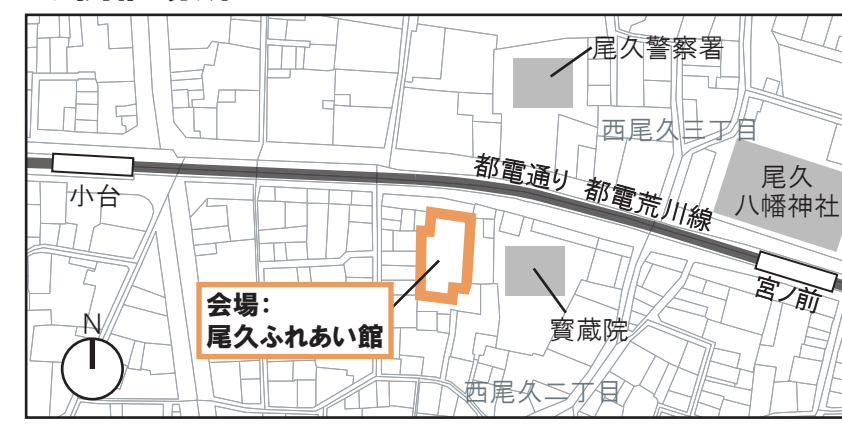 尾久警察署
西尾久三丁目
都電通り 都電荒川線
尾久
八幡神社
小台
宮ノ前
会場：
尾久ふれあい館
寳蔵院
N
西尾久二丁目